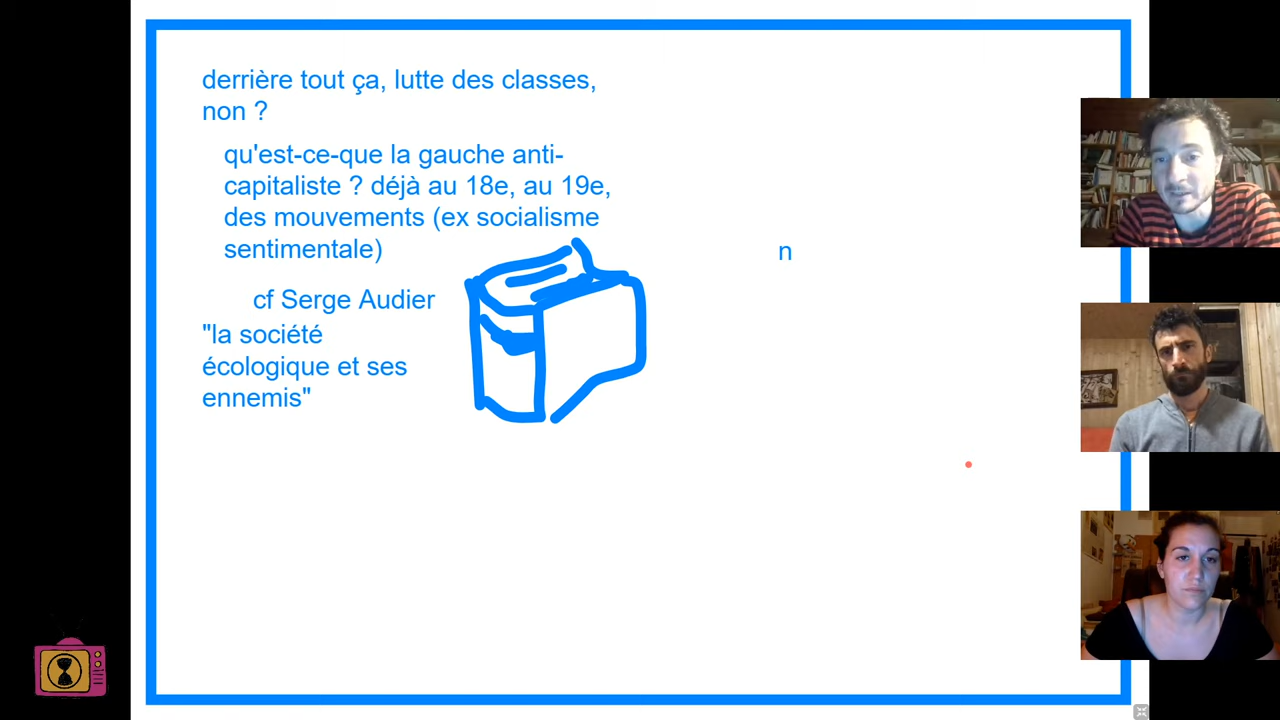 derrière tout ça, lutte des classes,
non ?
qu'est-ce-que la gauche anti-
capitaliste ? déjà au 18e, au 19e,
des mouvements (ex socialisme
sentimentale)
n
cf Serge Audier
"la société
écologique et ses
ennemis"